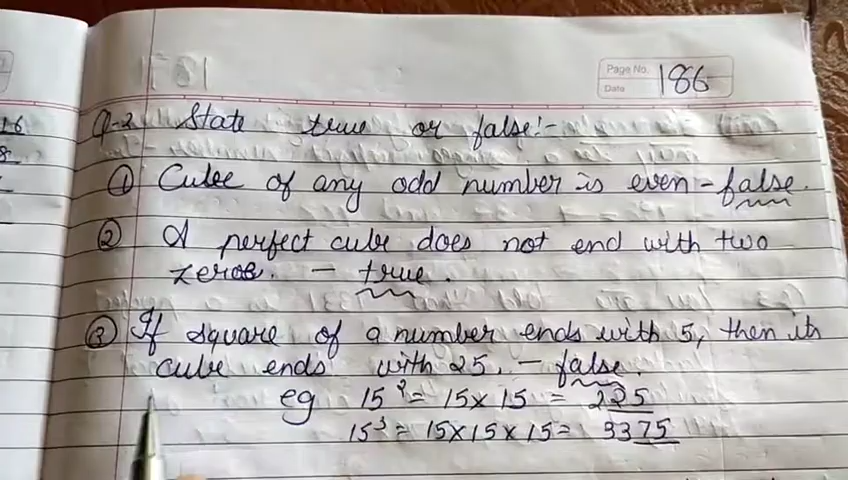 Page No. 186
Date
16
8
Q-2 State true or false:-
① Cube of any odd number is even - false.
② A perfect cube does not end with two
zeros. - true.
③ If square of a number ends with 5, then its
cube ends with 25. - false.
eg 15² = 15 x 15 = 225
15³ = 15 x 15 x 15 = 3375